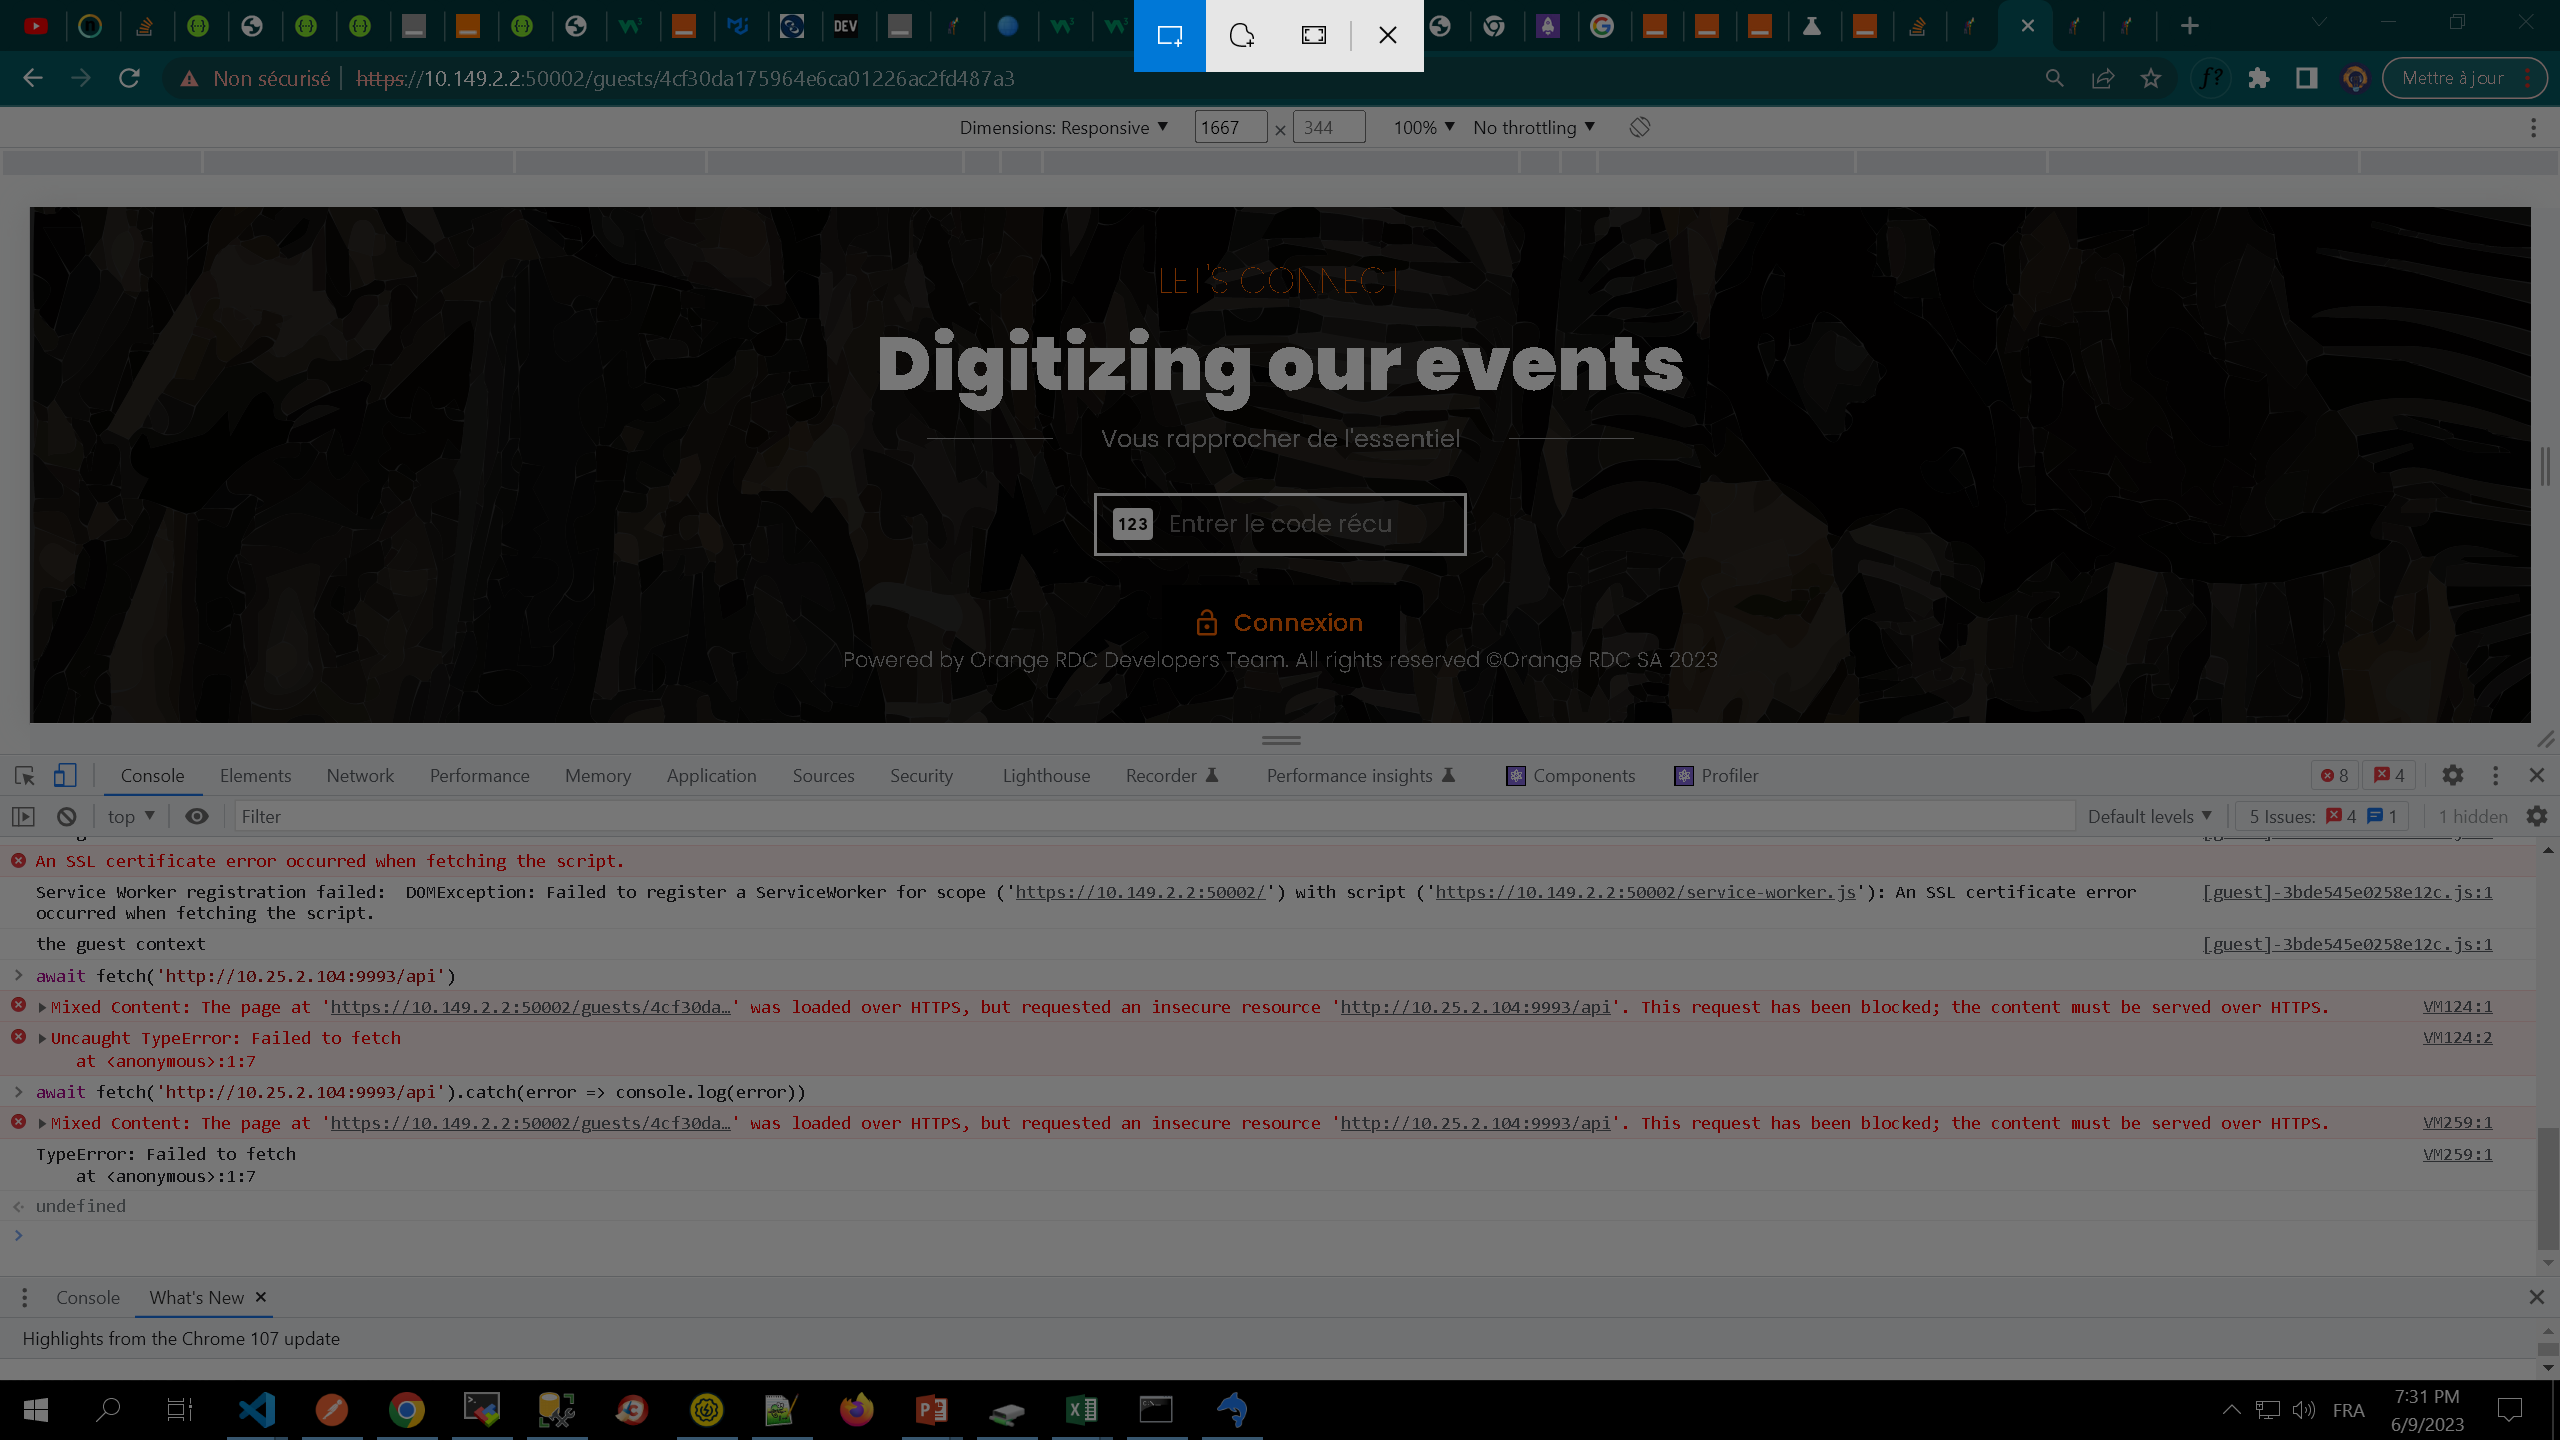 DEV
Non sécurisé
https://10.149.2.2:50002/guests/4cf30da175964e6ca01226ac2fd487a3
Mettre à jour
Dimensions: Responsive 1667 × 344 100% No throttling
LET'S CONNECT
Digitizing our events
Vous rapprocher de l'essentiel
123 Entrer le code récu
Connexion
Powered by Orange RDC Developers Team. All rights reserved ©Orange RDC SA 2023
Console Elements Network Performance Memory Application Sources Security Lighthouse Recorder Performance insights Components Profiler 8 4
top Filter Default levels 5 Issues: 4 1 1 hidden
An SSL certificate error occurred when fetching the script.
Service Worker registration failed: DOMException: Failed to register a ServiceWorker for scope ('https://10.149.2.2:50002/') with script ('https://10.149.2.2:50002/service-worker.js'): An SSL certificate error [guest]-3bde545e0258e12c.js:1
occurred when fetching the script.
the guest context [guest]-3bde545e0258e12c.js:1
await fetch('http://10.25.2.104:9993/api')
Mixed Content: The page at 'https://10.149.2.2:50002/guests/4cf30da…' was loaded over HTTPS, but requested an insecure resource 'http://10.25.2.104:9993/api'. This request has been blocked; the content must be served over HTTPS. VM124:1
Uncaught TypeError: Failed to fetch VM124:2
at <anonymous>:1:7
await fetch('http://10.25.2.104:9993/api').catch(error => console.log(error))
Mixed Content: The page at 'https://10.149.2.2:50002/guests/4cf30da…' was loaded over HTTPS, but requested an insecure resource 'http://10.25.2.104:9993/api'. This request has been blocked; the content must be served over HTTPS. VM259:1
TypeError: Failed to fetch VM259:1
at <anonymous>:1:7
undefined
Console What's New
Highlights from the Chrome 107 update
FRA
7:31 PM
6/9/2023